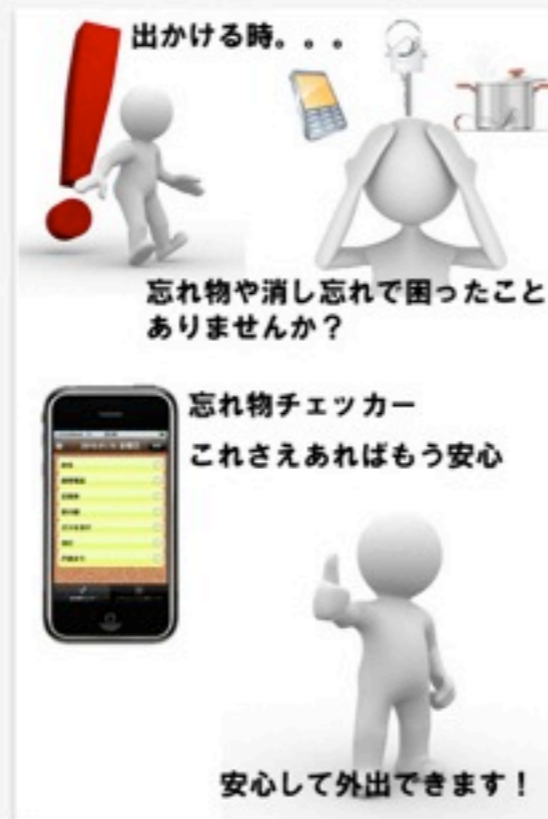 出かける時。。。
忘れ物や消し忘れで困ったこと
ありませんか？
忘れ物チェッカー
これさえあればもう安心
安心して外出できます！